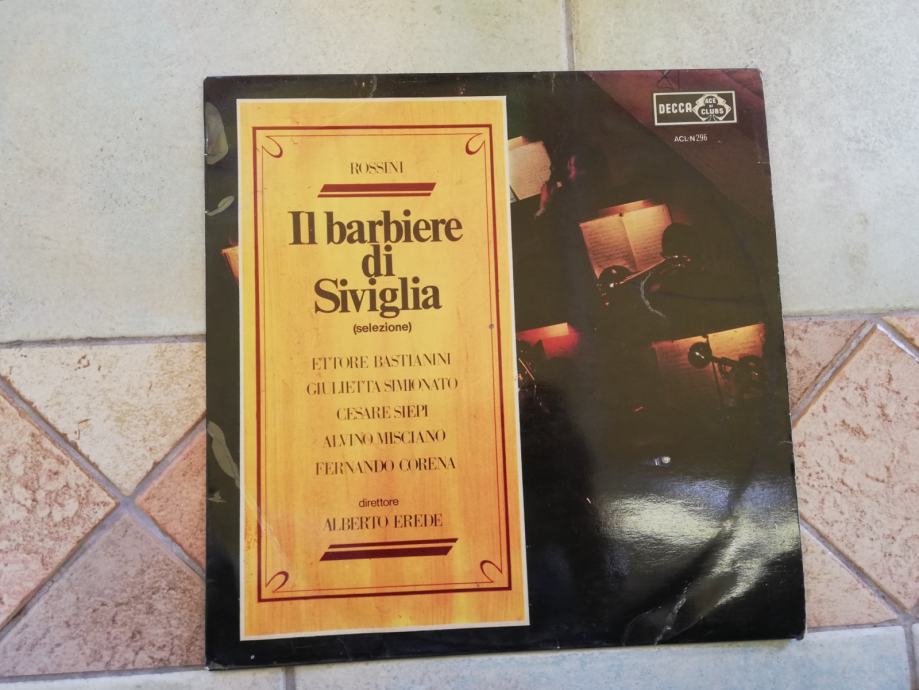 DECCA
ACE OF CLUBS
ACL-N 296
ROSSINI
Il barbiere
di
Siviglia
(selezione)
ETTORE BASTIANINI
GIULIETTA SIMIONATO
CESARE SIEPI
ALVINO MISCIANO
FERNANDO CORENA
direttore
ALBERTO EREDE